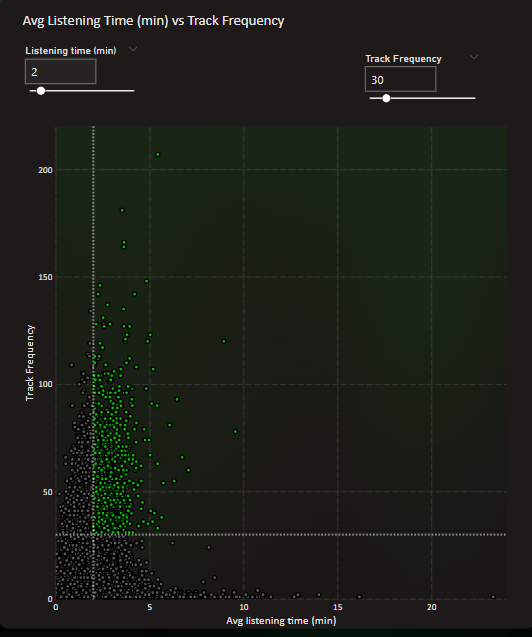 Avg Listening Time (min) vs Track Frequency
Listening time (min)
2
Track Frequency
30
200
150
100
50
0
Track Frequency
0 5 10 15 20
Avg listening time (min)